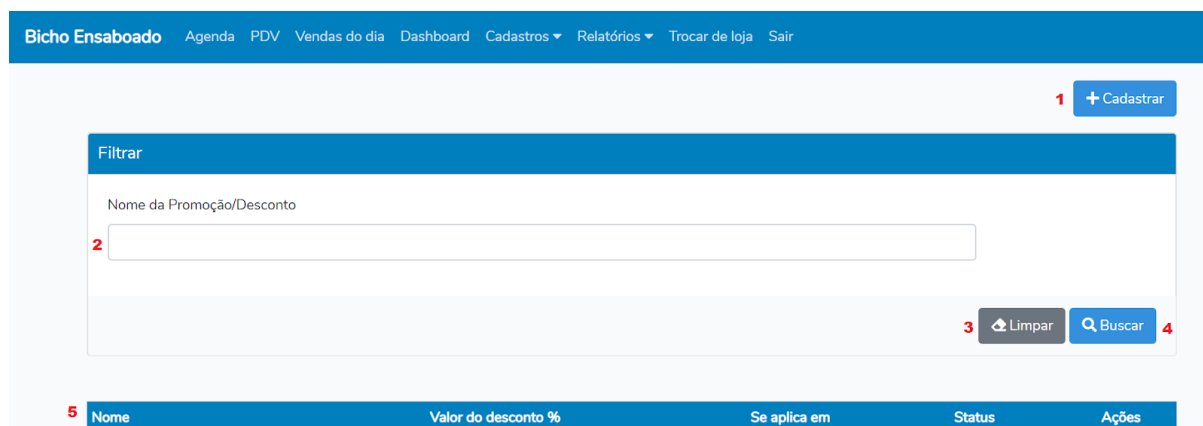 Bicho Ensaboado Agenda PDV Vendas do dia Dashboard Cadastros Relatórios Trocar de loja Sair
1 Cadastrar
Filtrar
Nome da Promoção/Desconto
2
3 Limpar Buscar 4
5 Nome Valor do desconto % Se aplica em Status Ações